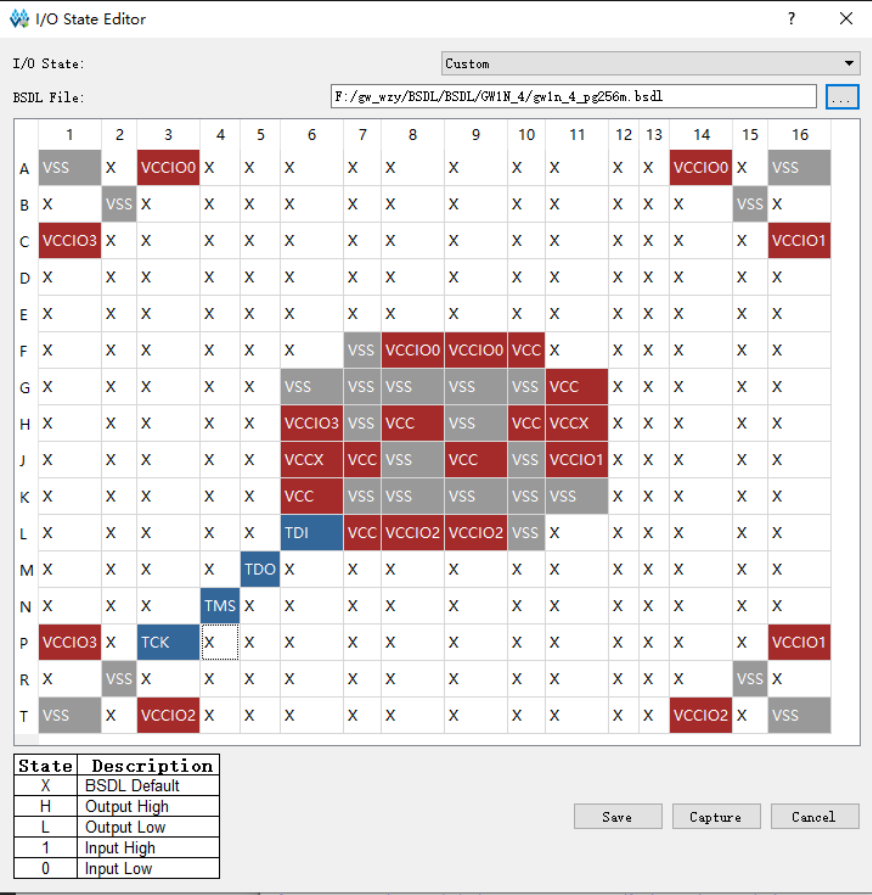 I/O State Editor ?
I/O State: Custom
BSDL File: F:/gw_wzy/BSDL/BSDL/GW1N_4/gw1n_4_pg256m.bsdl ...
1 2 3 4 5 6 7 8 9 10 11 12 13 14 15 16
A VSS X VCCIO0 X X X X X X X X X X VCCIO0 X VSS
B X VSS X X X X X X X X X X X X VSS X
C VCCIO3 X X X X X X X X X X X X X X VCCIO1
D X X X X X X X X X X X X X X X X
E X X X X X X X X X X X X X X X X
F X X X X X X VSS VCCIO0 VCCIO0 VCC X X X X X X
G X X X X X VSS VSS VSS VSS VSS VCC X X X X X
H X X X X X VCCIO3 VSS VCC VSS VCC VCCX X X X X X
J X X X X X VCCX VCC VSS VCC VSS VCCIO1 X X X X X
K X X X X X VCC VSS VSS VSS VSS VSS X X X X X
L X X X X X TDI VCC VCCIO2 VCCIO2 VSS X X X X X X
M X X X X TDO X X X X X X X X X X X
N X X X TMS X X X X X X X X X X X X
P VCCIO3 X TCK X X X X X X X X X X X X VCCIO1
R X VSS X X X X X X X X X X X X VSS X
T VSS X VCCIO2 X X X X X X X X X X VCCIO2 X VSS
State Description
X BSDL Default
H Output High
L Output Low
1 Input High
0 Input Low
Save Capture Cancel